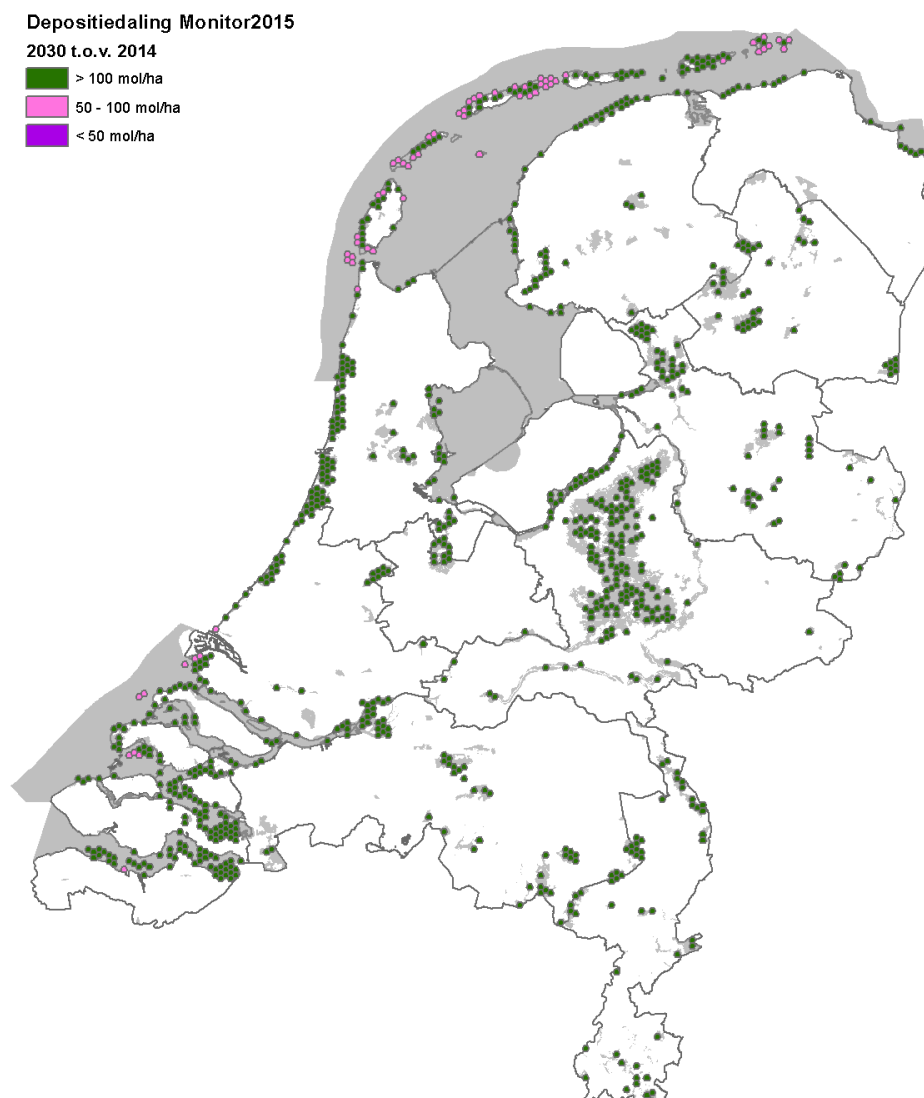 Depositiedaling Monitor2015
2030 t.o.v. 2014
> 100 mol/ha
50 - 100 mol/ha
< 50 mol/ha